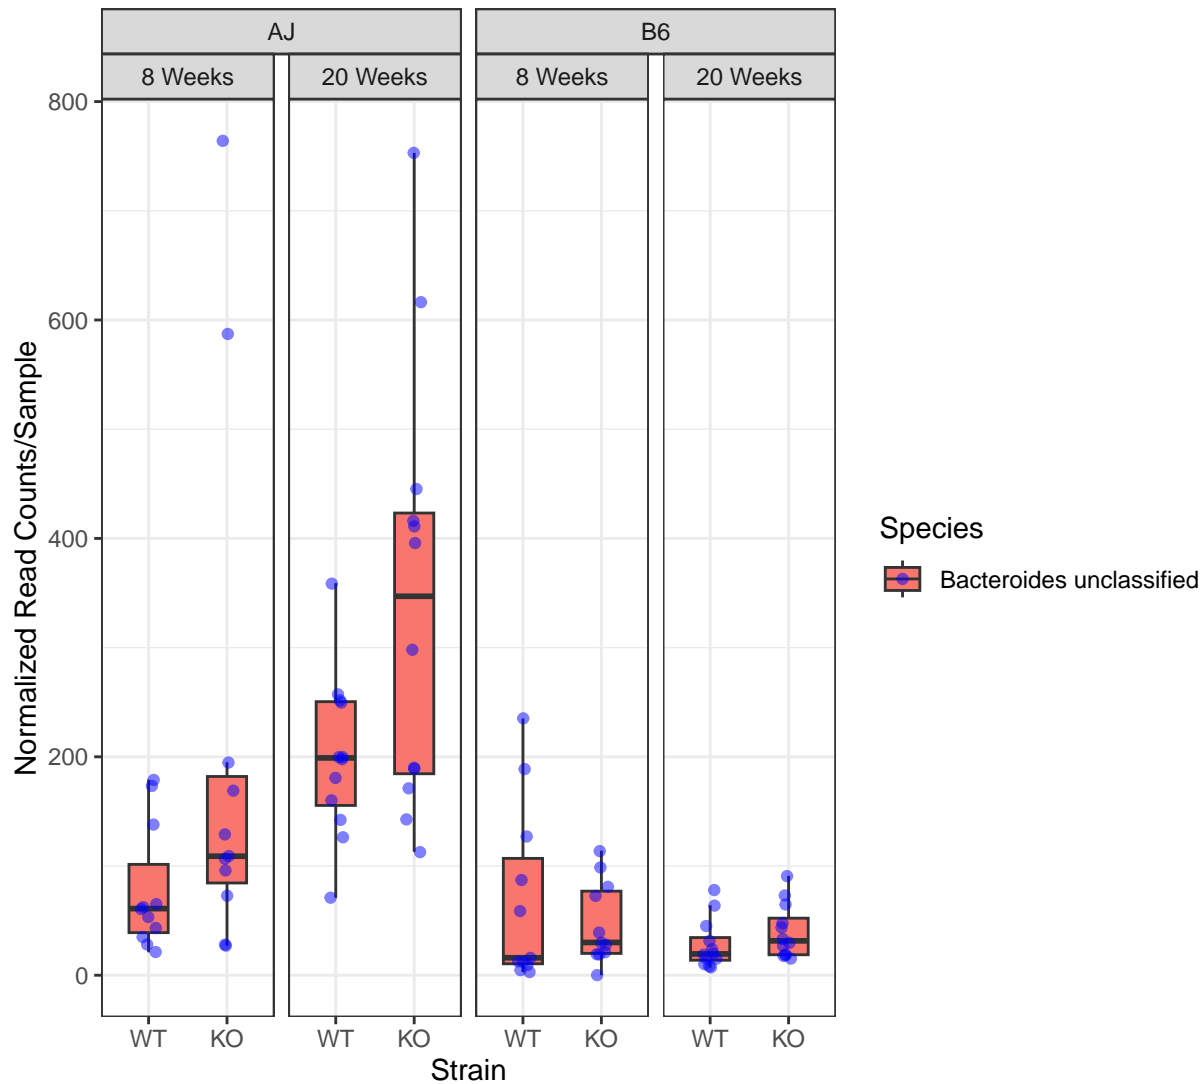 AJ
B6
8 Weeks
20 Weeks
8 Weeks
20 Weeks
800
600
400
200
0
Normalized Read Counts/Sample
WT
KO
WT
KO
WT
KO
WT
KO
Strain
Species
Bacteroides unclassified